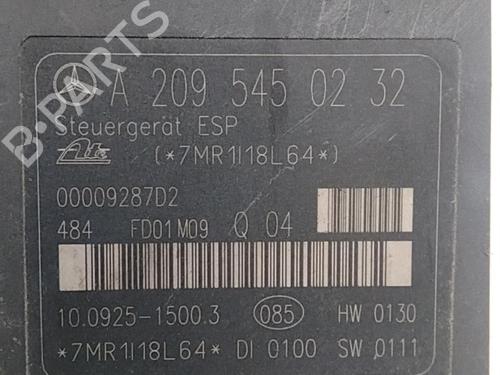 A 209 545 02 32
Steuergerät ESP
Ate (*7MR1I18L64*)
00009287D2
484 FD01M09 Q 04
10.0925-1500.3 085 HW 0130
*7MR1I18L64* DI 0100 SW 0111
B-PARTS